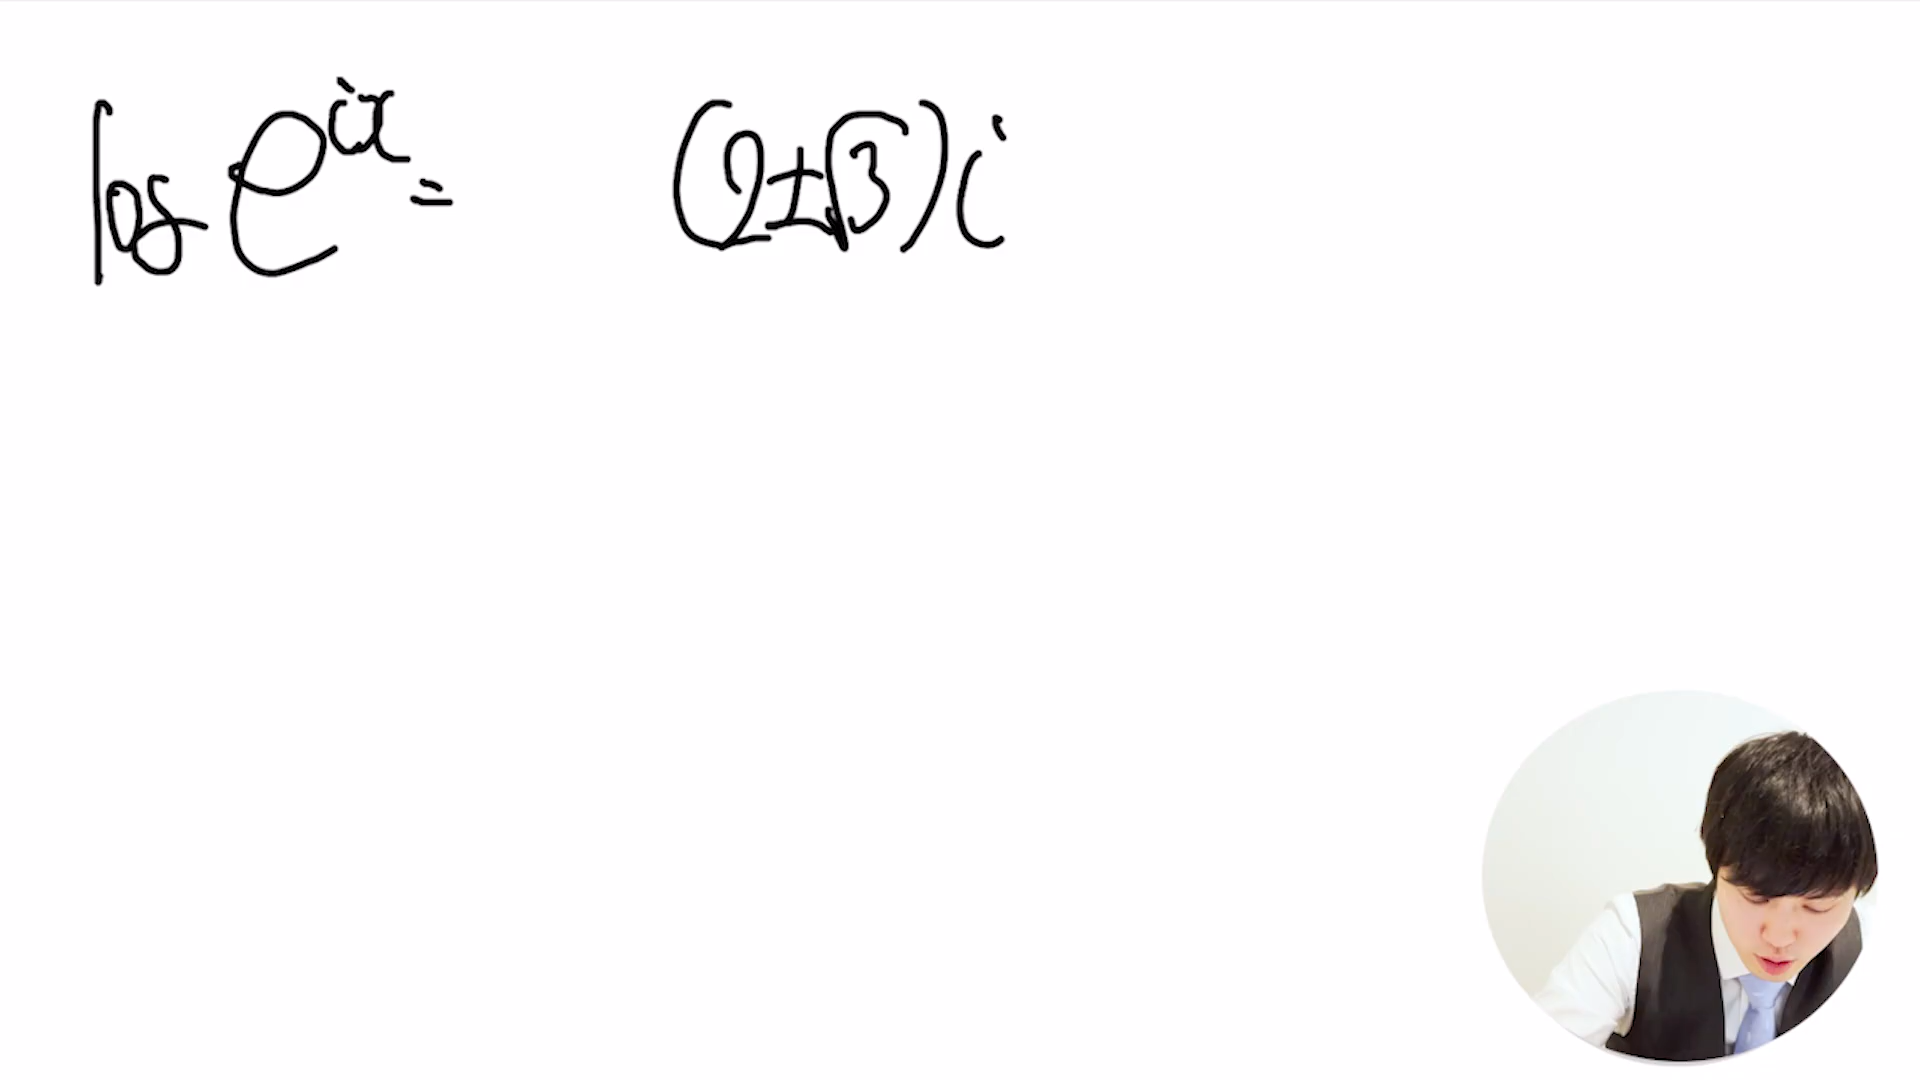 log e^{ix} = (2±√3)i